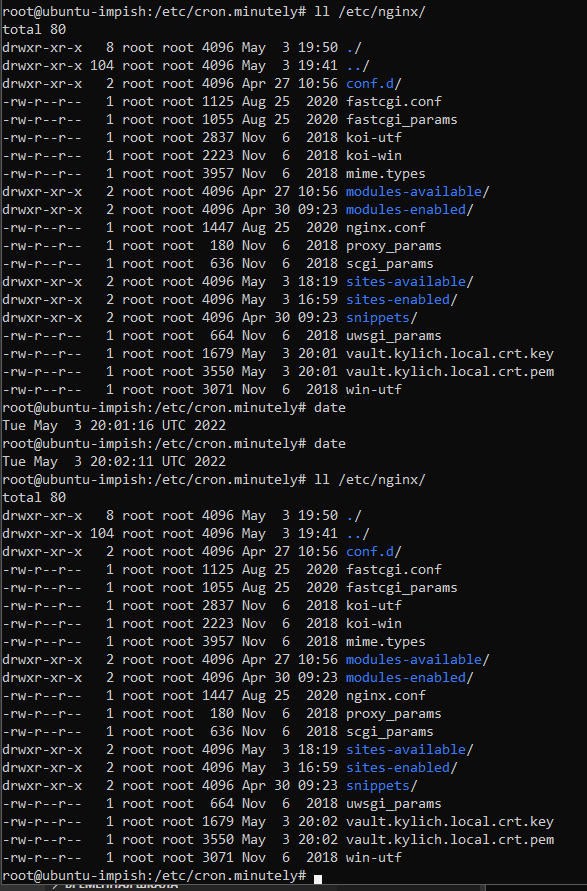 root@ubuntu-impish:/etc/cron.minutely# ll /etc/nginx/
total 80
drwxr-xr-x   8 root root 4096 May  3 19:50 ./
drwxr-xr-x 104 root root 4096 May  3 19:41 ../
drwxr-xr-x   2 root root 4096 Apr 27 10:56 conf.d/
-rw-r--r--   1 root root 1125 Aug 25  2020 fastcgi.conf
-rw-r--r--   1 root root 1055 Aug 25  2020 fastcgi_params
-rw-r--r--   1 root root 2837 Nov  6  2018 koi-utf
-rw-r--r--   1 root root 2223 Nov  6  2018 koi-win
-rw-r--r--   1 root root 3957 Nov  6  2018 mime.types
drwxr-xr-x   2 root root 4096 Apr 27 10:56 modules-available/
drwxr-xr-x   2 root root 4096 Apr 30 09:23 modules-enabled/
-rw-r--r--   1 root root 1447 Aug 25  2020 nginx.conf
-rw-r--r--   1 root root  180 Nov  6  2018 proxy_params
-rw-r--r--   1 root root  636 Nov  6  2018 scgi_params
drwxr-xr-x   2 root root 4096 May  3 18:19 sites-available/
drwxr-xr-x   2 root root 4096 May  3 16:59 sites-enabled/
drwxr-xr-x   2 root root 4096 Apr 30 09:23 snippets/
-rw-r--r--   1 root root  664 Nov  6  2018 uwsgi_params
-rw-r--r--   1 root root 1679 May  3 20:01 vault.kylich.local.crt.key
-rw-r--r--   1 root root 3550 May  3 20:01 vault.kylich.local.crt.pem
-rw-r--r--   1 root root 3071 Nov  6  2018 win-utf
root@ubuntu-impish:/etc/cron.minutely# date
Tue May  3 20:01:16 UTC 2022
root@ubuntu-impish:/etc/cron.minutely# date
Tue May  3 20:02:11 UTC 2022
root@ubuntu-impish:/etc/cron.minutely# ll /etc/nginx/
total 80
drwxr-xr-x   8 root root 4096 May  3 19:50 ./
drwxr-xr-x 104 root root 4096 May  3 19:41 ../
drwxr-xr-x   2 root root 4096 Apr 27 10:56 conf.d/
-rw-r--r--   1 root root 1125 Aug 25  2020 fastcgi.conf
-rw-r--r--   1 root root 1055 Aug 25  2020 fastcgi_params
-rw-r--r--   1 root root 2837 Nov  6  2018 koi-utf
-rw-r--r--   1 root root 2223 Nov  6  2018 koi-win
-rw-r--r--   1 root root 3957 Nov  6  2018 mime.types
drwxr-xr-x   2 root root 4096 Apr 27 10:56 modules-available/
drwxr-xr-x   2 root root 4096 Apr 30 09:23 modules-enabled/
-rw-r--r--   1 root root 1447 Aug 25  2020 nginx.conf
-rw-r--r--   1 root root  180 Nov  6  2018 proxy_params
-rw-r--r--   1 root root  636 Nov  6  2018 scgi_params
drwxr-xr-x   2 root root 4096 May  3 18:19 sites-available/
drwxr-xr-x   2 root root 4096 May  3 16:59 sites-enabled/
drwxr-xr-x   2 root root 4096 Apr 30 09:23 snippets/
-rw-r--r--   1 root root  664 Nov  6  2018 uwsgi_params
-rw-r--r--   1 root root 1679 May  3 20:02 vault.kylich.local.crt.key
-rw-r--r--   1 root root 3550 May  3 20:02 vault.kylich.local.crt.pem
-rw-r--r--   1 root root 3071 Nov  6  2018 win-utf
root@ubuntu-impish:/etc/cron.minutely#